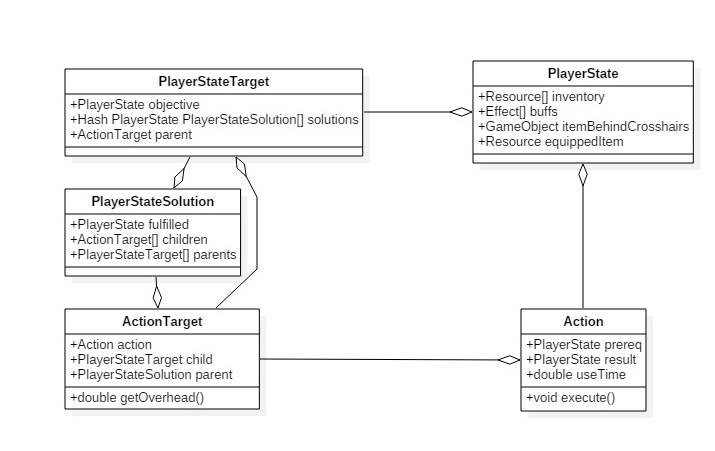 PlayerStateTarget
+PlayerState objective
+Hash PlayerState PlayerStateSolution[] solutions
+ActionTarget parent
PlayerState
+Resource[] inventory
+Effect[] buffs
+GameObject itemBehindCrosshairs
+Resource equippedItem
PlayerStateSolution
+PlayerState fulfilled
+ActionTarget[] children
+PlayerStateTarget[] parents
ActionTarget
+Action action
+PlayerStateTarget child
+PlayerStateSolution parent
+double getOverhead()
Action
+PlayerState prereq
+PlayerState result
+double useTime
+void execute()